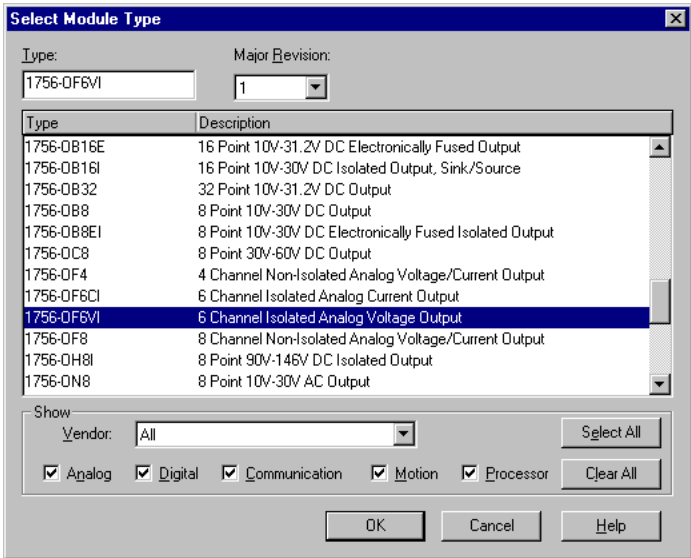 Select Module Type
Type: Major Revision:
1756-OF6VI 1
Type Description
1756-OB16E 16 Point 10V-31.2V DC Electronically Fused Output
1756-OB16I 16 Point 10V-30V DC Isolated Output, Sink/Source
1756-OB32 32 Point 10V-31.2V DC Output
1756-OB8 8 Point 10V-30V DC Output
1756-OB8EI 8 Point 10V-30V DC Electronically Fused Isolated Output
1756-OC8 8 Point 30V-60V DC Output
1756-OF4 4 Channel Non-Isolated Analog Voltage/Current Output
1756-OF6CI 6 Channel Isolated Analog Current Output
1756-OF6VI 6 Channel Isolated Analog Voltage Output
1756-OF8 8 Channel Non-Isolated Analog Voltage/Current Output
1756-OH8I 8 Point 90V-146V DC Isolated Output
1756-ON8 8 Point 10V-30V AC Output
Show
Vendor: All Select All
Analog Digital Communication Motion Processor Clear All
OK Cancel Help